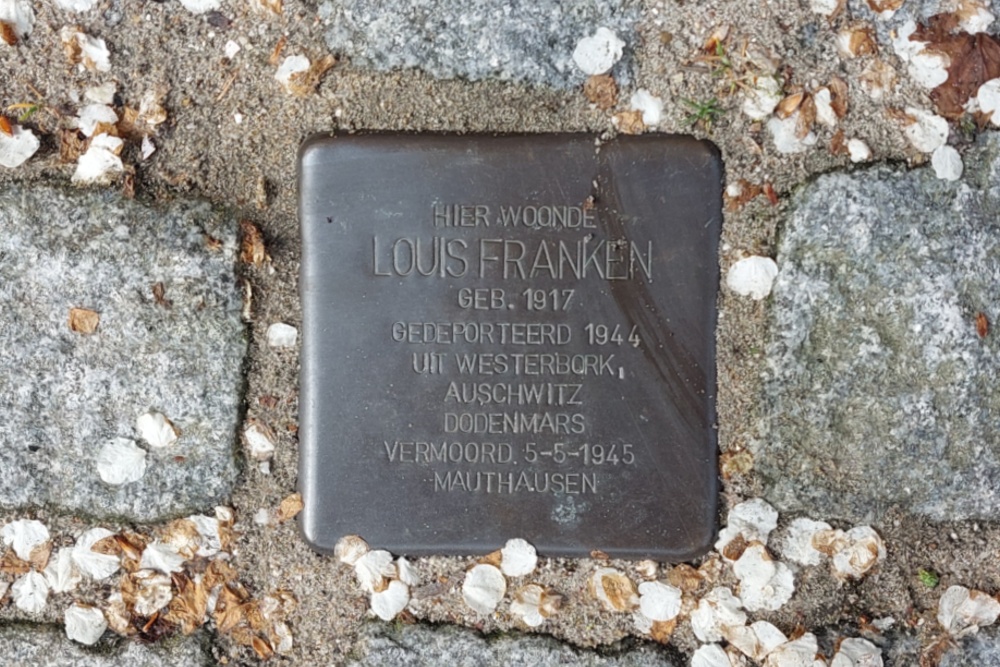 HIER WOONDE
LOUIS FRANKEN
GEB. 1917
GEDEPORTEERD 1944
UIT WESTERBORK,
AUSCHWITZ
DODENMARS
VERMOORD 5-5-1945
MAUTHAUSEN